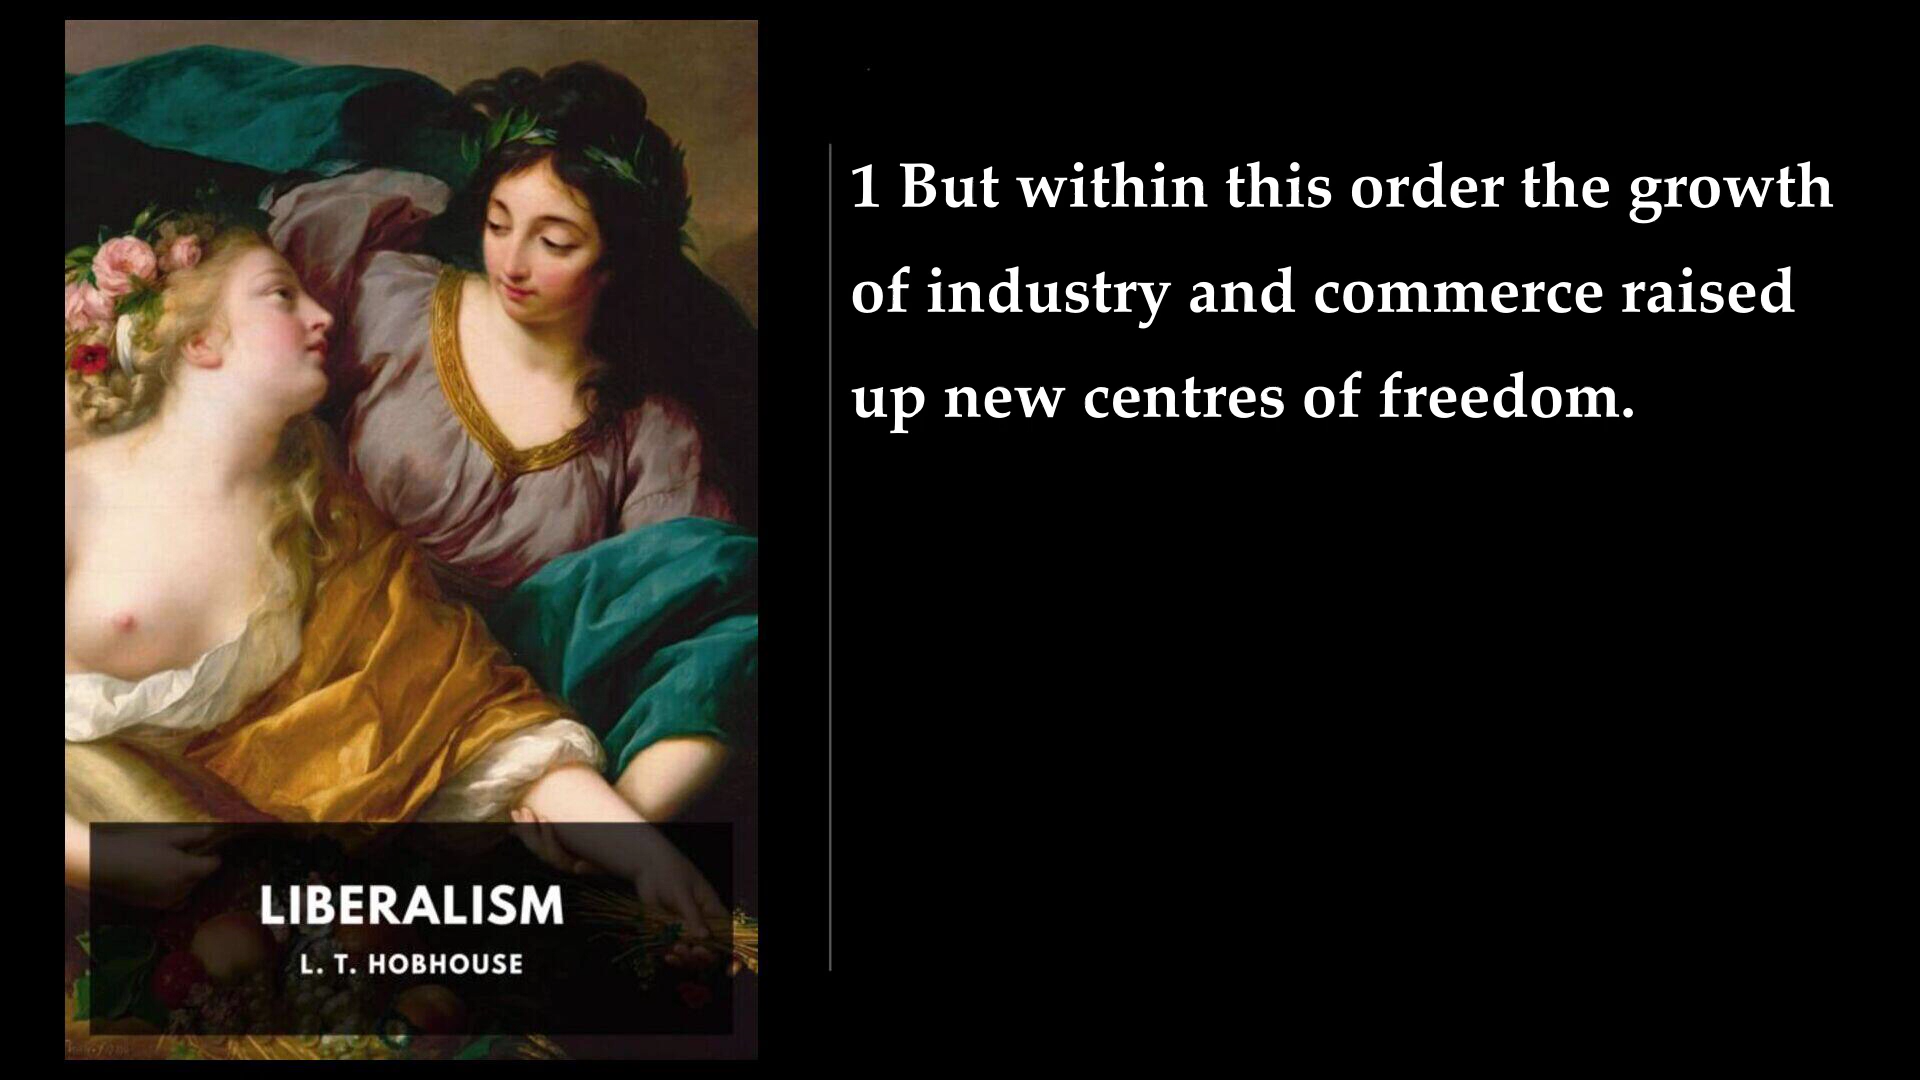 1 But within this order the growth
of industry and commerce raised
up new centres of freedom.
LIBERALISM
L. T. HOBHOUSE